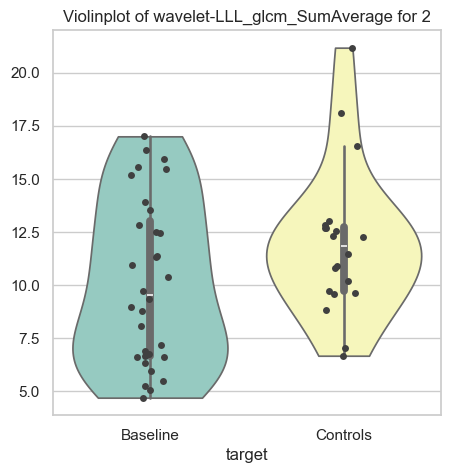 Violinplot of wavelet-LLL_glcm_SumAverage for 2
20.0
17.5
15.0
12.5
10.0
7.5
5.0
Baseline
Controls
target